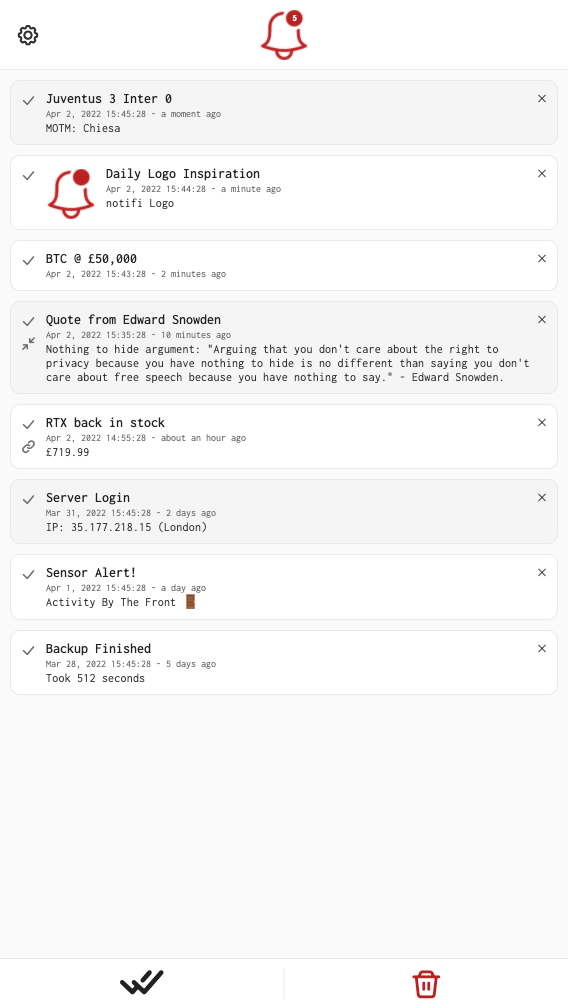 5
Juventus 3 Inter 0
Apr 2, 2022 15:45:28 - a moment ago
MOTM: Chiesa
Daily Logo Inspiration
Apr 2, 2022 15:44:28 - a minute ago
notifi Logo
BTC @ £50,000
Apr 2, 2022 15:43:28 - 2 minutes ago
Quote from Edward Snowden
Apr 2, 2022 15:35:28 - 10 minutes ago
Nothing to hide argument: "Arguing that you don't care about the right to
privacy because you have nothing to hide is no different than saying you don't
care about free speech because you have nothing to say." - Edward Snowden.
RTX back in stock
Apr 2, 2022 14:55:28 - about an hour ago
£719.99
Server Login
Mar 31, 2022 15:45:28 - 2 days ago
IP: 35.177.218.15 (London)
Sensor Alert!
Apr 1, 2022 15:45:28 - a day ago
Activity By The Front 🚪
Backup Finished
Mar 28, 2022 15:45:28 - 5 days ago
Took 512 seconds